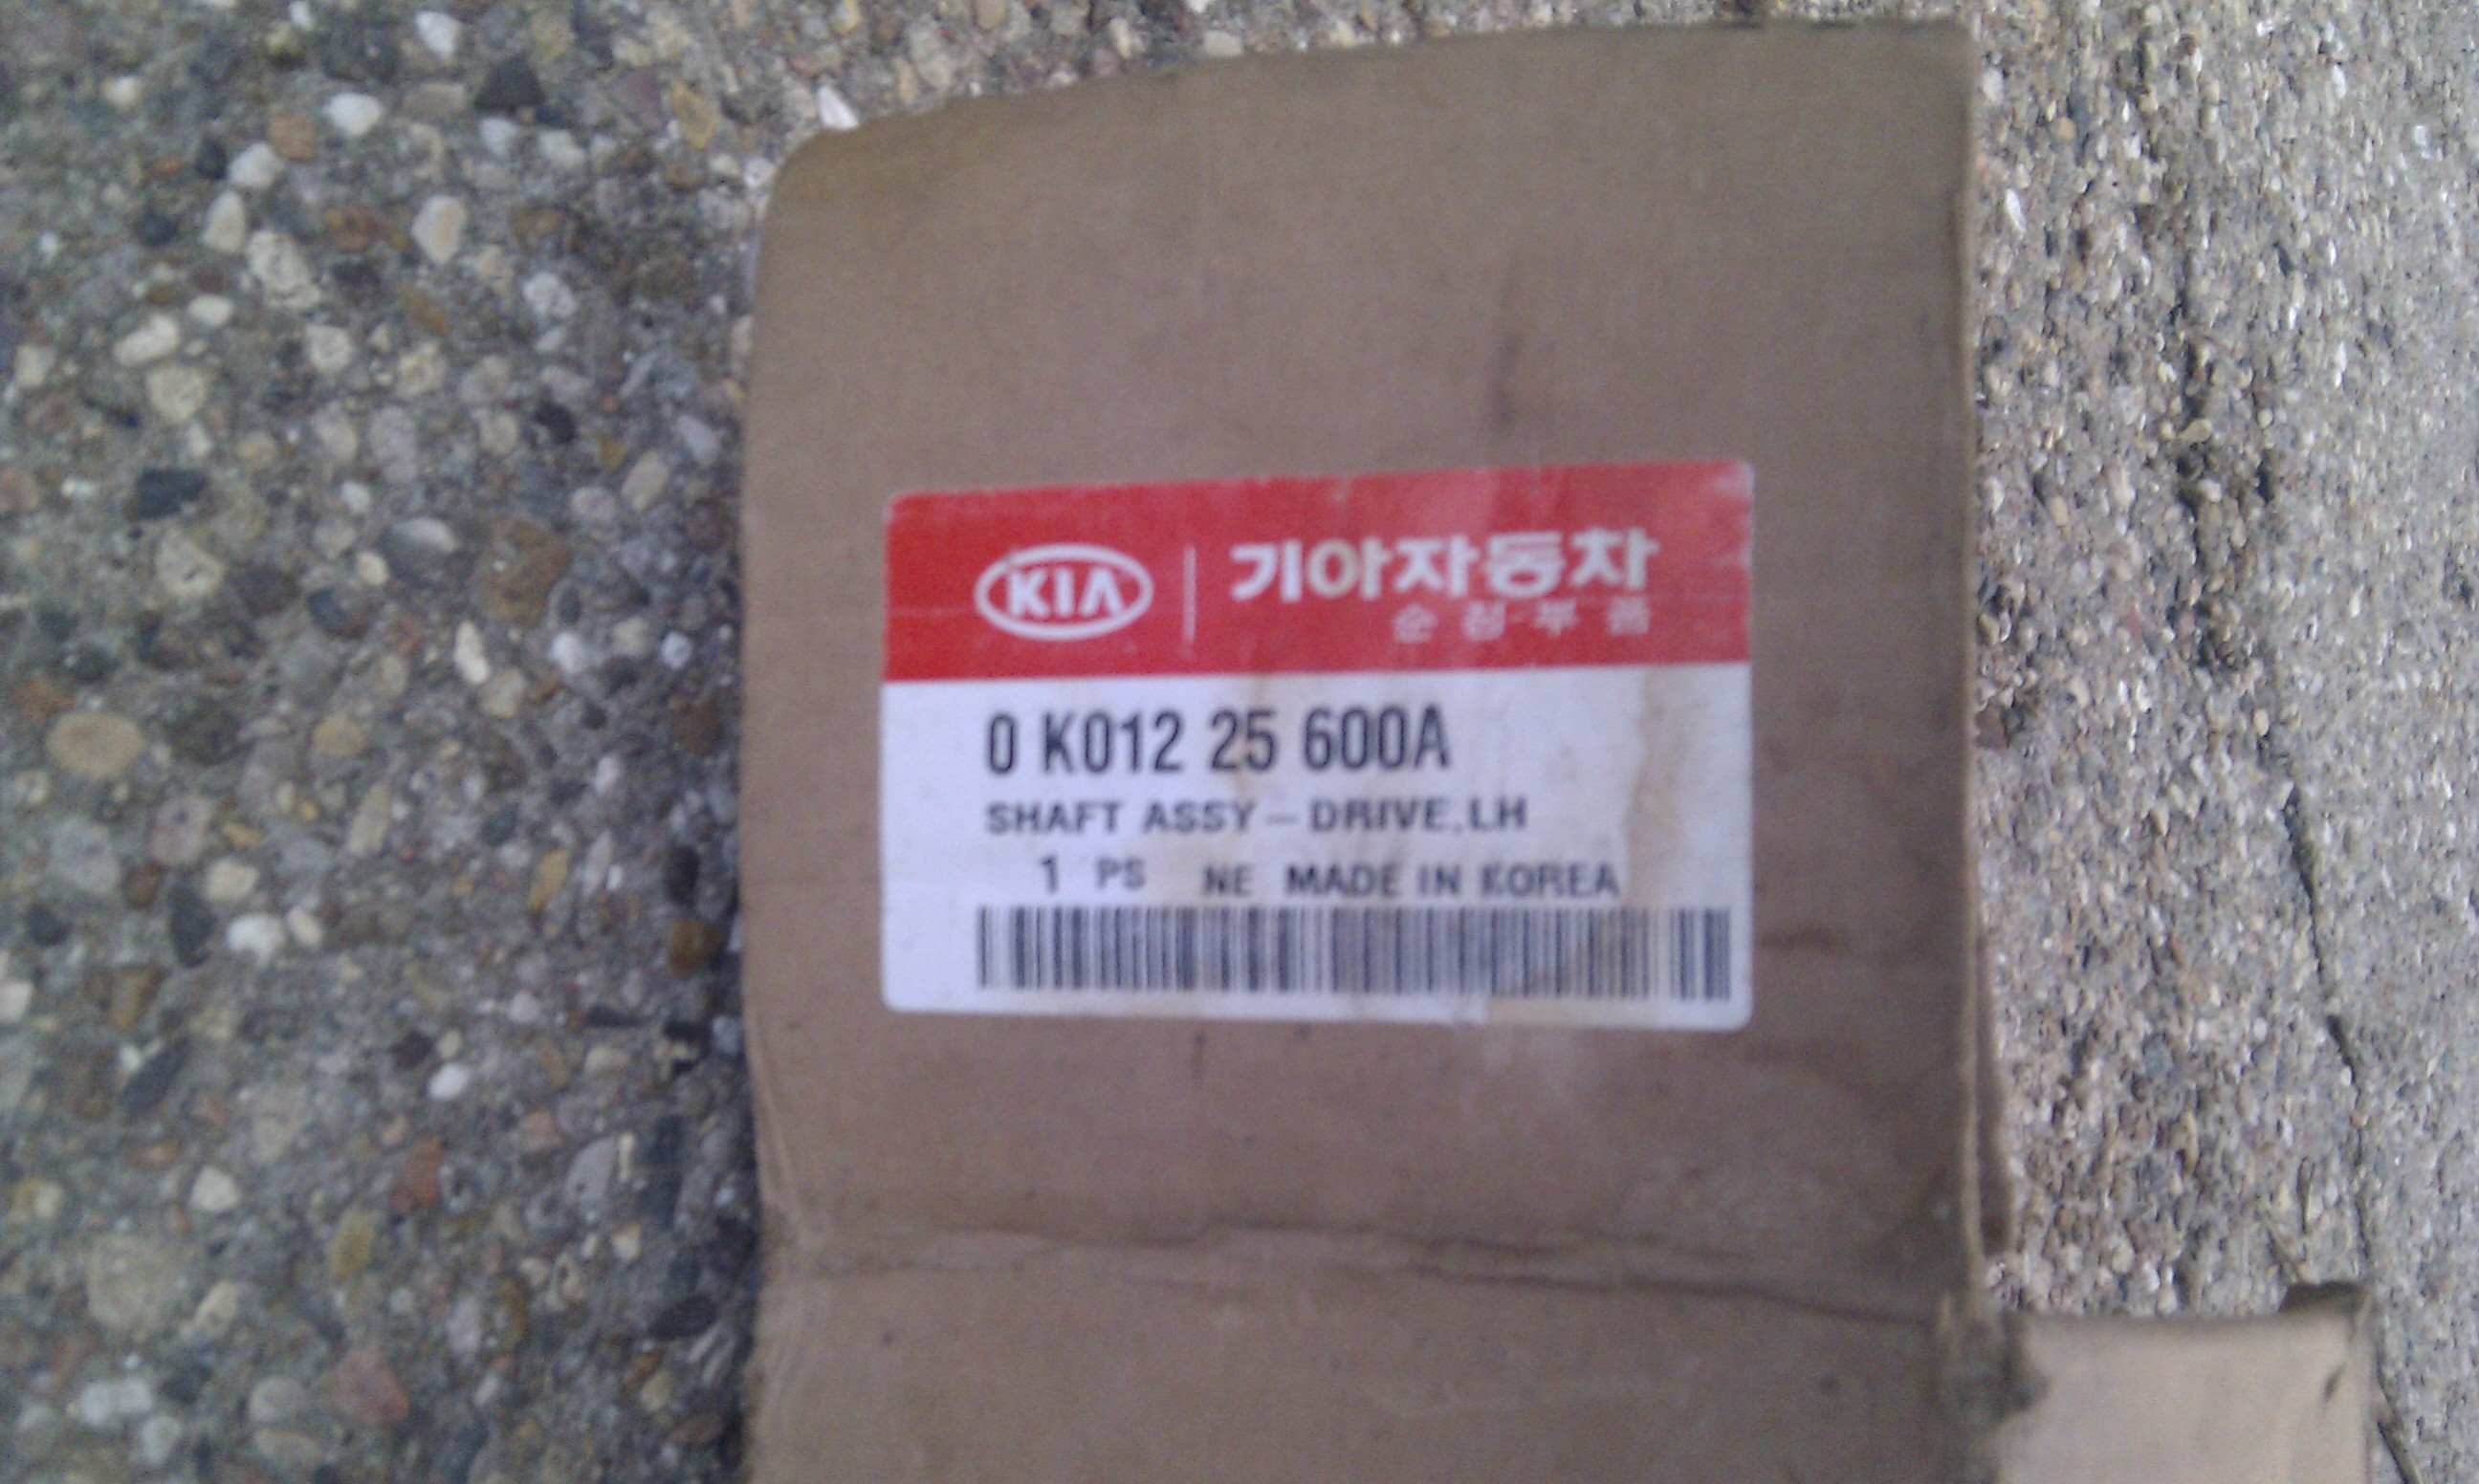 KIA 기아자동차
순정부품
0 K012 25 600A
SHAFT ASSY-DRIVE,LH
1 PS NE MADE IN KOREA